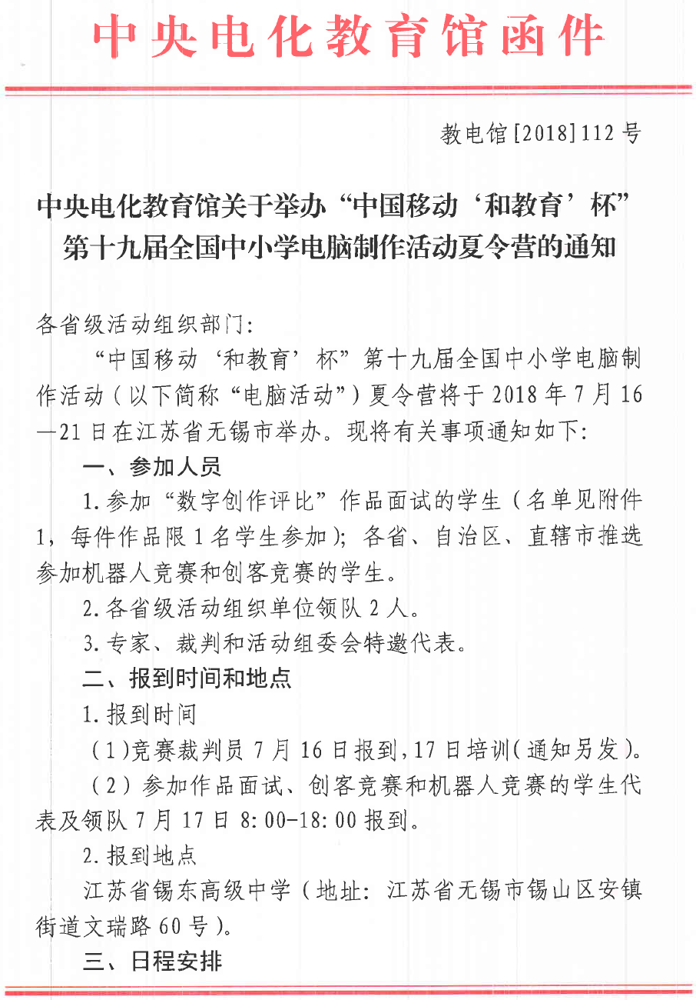 中央电化教育馆函件
教电馆[2018]112号
中央电化教育馆关于举办“中国移动‘和教育’杯”
第十九届全国中小学电脑制作活动夏令营的通知
各省级活动组织部门：
“中国移动‘和教育’杯”第十九届全国中小学电脑制
作活动（以下简称“电脑活动”）夏令营将于2018年7月16
—21日在江苏省无锡市举办。现将有关事项通知如下：
一、参加人员
1.参加“数字创作评比”作品面试的学生（名单见附件
1，每件作品限1名学生参加）；各省、自治区、直辖市推选
参加机器人竞赛和创客竞赛的学生。
2.各省级活动组织单位领队2人。
3.专家、裁判和活动组委会特邀代表。
二、报到时间和地点
1.报到时间
（1）竞赛裁判员7月16日报到，17日培训（通知另发）。
（2）参加作品面试、创客竞赛和机器人竞赛的学生代
表及领队7月17日8:00-18:00报到。
2.报到地点
江苏省锡东高级中学（地址：江苏省无锡市锡山区安镇
街道文瑞路60号）。
三、日程安排